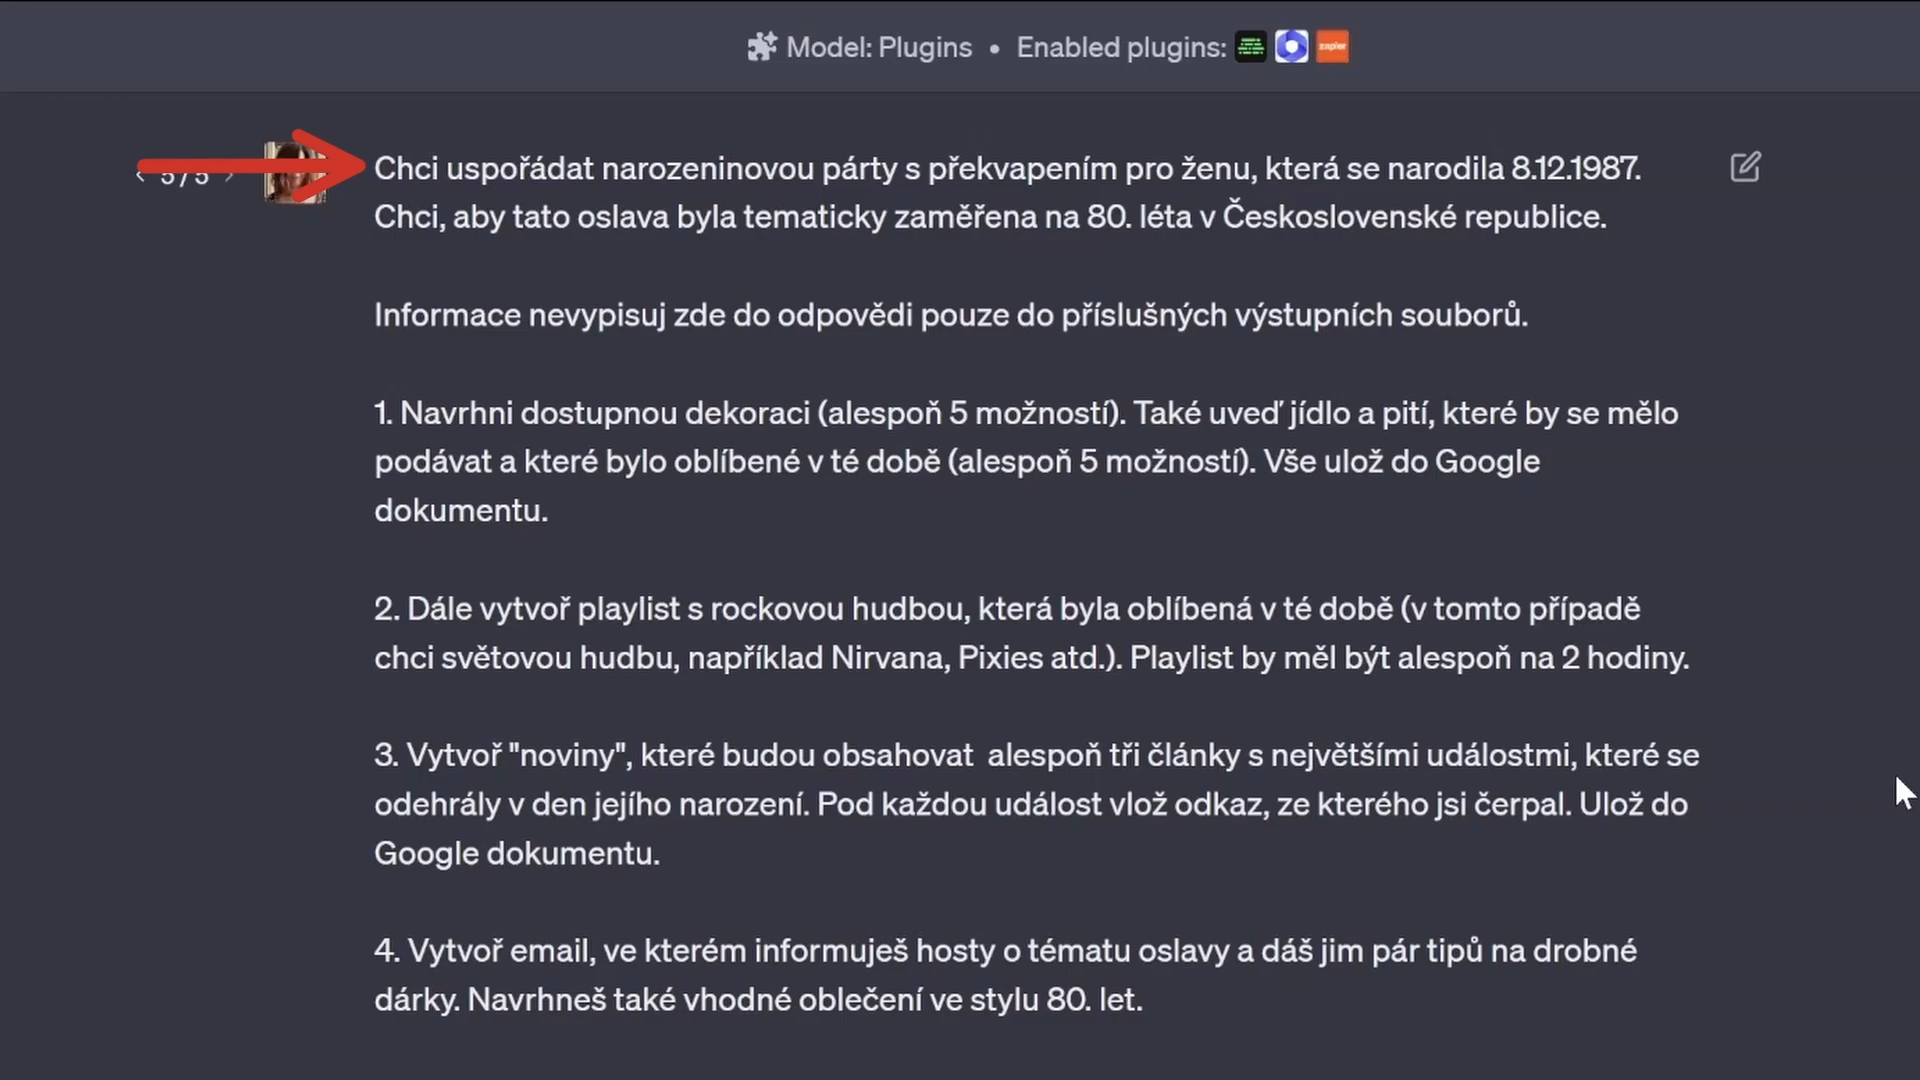 Model: Plugins • Enabled plugins:
zapier
5/5
Chci uspořádat narozeninovou párty s překvapením pro ženu, která se narodila 8.12.1987.
Chci, aby tato oslava byla tematicky zaměřena na 80. léta v Československé republice.
Informace nevypisuj zde do odpovědi pouze do příslušných výstupních souborů.
1. Navrhni dostupnou dekoraci (alespoň 5 možností). Také uveď jídlo a pití, které by se mělo
podávat a které bylo oblíbené v té době (alespoň 5 možností). Vše ulož do Google
dokumentu.
2. Dále vytvoř playlist s rockovou hudbou, která byla oblíbená v té době (v tomto případě
chci světovou hudbu, například Nirvana, Pixies atd.). Playlist by měl být alespoň na 2 hodiny.
3. Vytvoř "noviny", které budou obsahovat  alespoň tři články s největšími událostmi, které se
odehrály v den jejího narození. Pod každou událost vlož odkaz, ze kterého jsi čerpal. Ulož do
Google dokumentu.
4. Vytvoř email, ve kterém informuješ hosty o tématu oslavy a dáš jim pár tipů na drobné
dárky. Navrhneš také vhodné oblečení ve stylu 80. let.